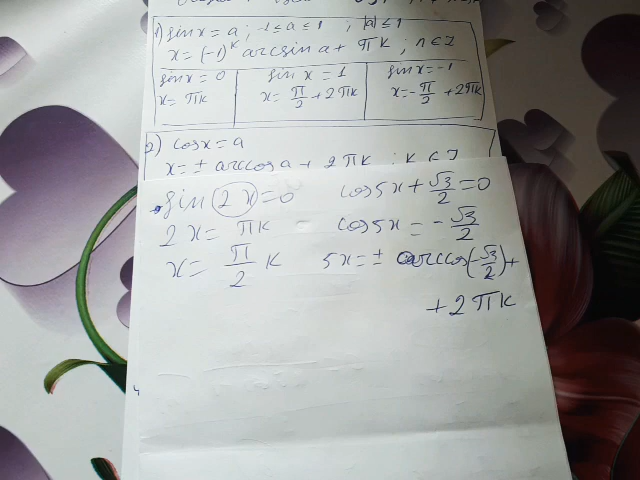 1) sin x = a ; -1 ≤ a ≤ 1 ; |a| ≤ 1
x = (-1)^k arcsin a + πk ; n ∈ Z
sin x = 0
x = πk
sin x = 1
x = π/2 + 2πk
sin x = -1
x = -π/2 + 2πk
2) cos x = a
x = ± arccos a + 2πk ; k ∈ Z
sin(2x) = 0
2x = πk
x = π/2 k
cos 5x + √3/2 = 0
cos 5x = -√3/2
5x = ± arccos(√3/2) +
+ 2πk